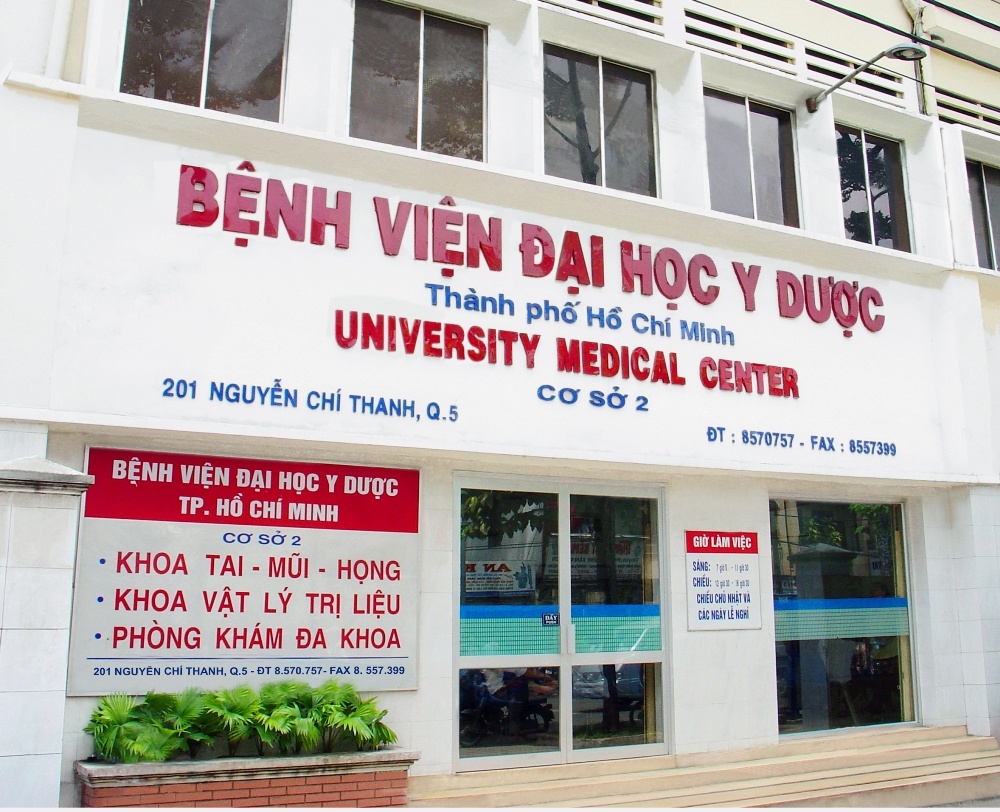 BỆNH VIỆN ĐẠI HỌC Y DƯỢC
Thành phố Hồ Chí Minh
UNIVERSITY MEDICAL CENTER
CƠ SỞ 2
201 NGUYỄN CHÍ THANH, Q.5
ĐT : 8570757 - FAX : 8557399
BỆNH VIỆN ĐẠI HỌC Y DƯỢC
TP. HỒ CHÍ MINH
CƠ SỞ 2
• KHOA TAI - MŨI - HỌNG
• KHOA VẬT LÝ TRỊ LIỆU
• PHÒNG KHÁM ĐA KHOA
201 NGUYỄN CHÍ THANH, Q.5 - ĐT 8.570.757- FAX 8. 557.399
ĐẨY
GIỜ LÀM VIỆC
SÁNG:
CHIỀU:
CHIỀU CHỦ NHẬT VÀ
CÁC NGÀY LỄ NGHỈ